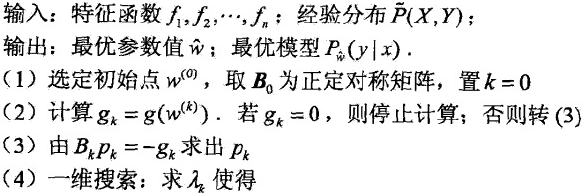 输入：特征函数 f₁, f₂, ⋯, fₙ；经验分布 P̃(X,Y)；
输出：最优参数值 ŵ；最优模型 P_ŵ(y|x)．
（1）选定初始点 w⁽⁰⁾，取 B₀ 为正定对称矩阵，置 k = 0
（2）计算 gₖ = g(w⁽ᵏ⁾)．若 gₖ = 0，则停止计算；否则转（3）
（3）由 Bₖpₖ = −gₖ 求出 pₖ
（4）一维搜索：求 λₖ 使得